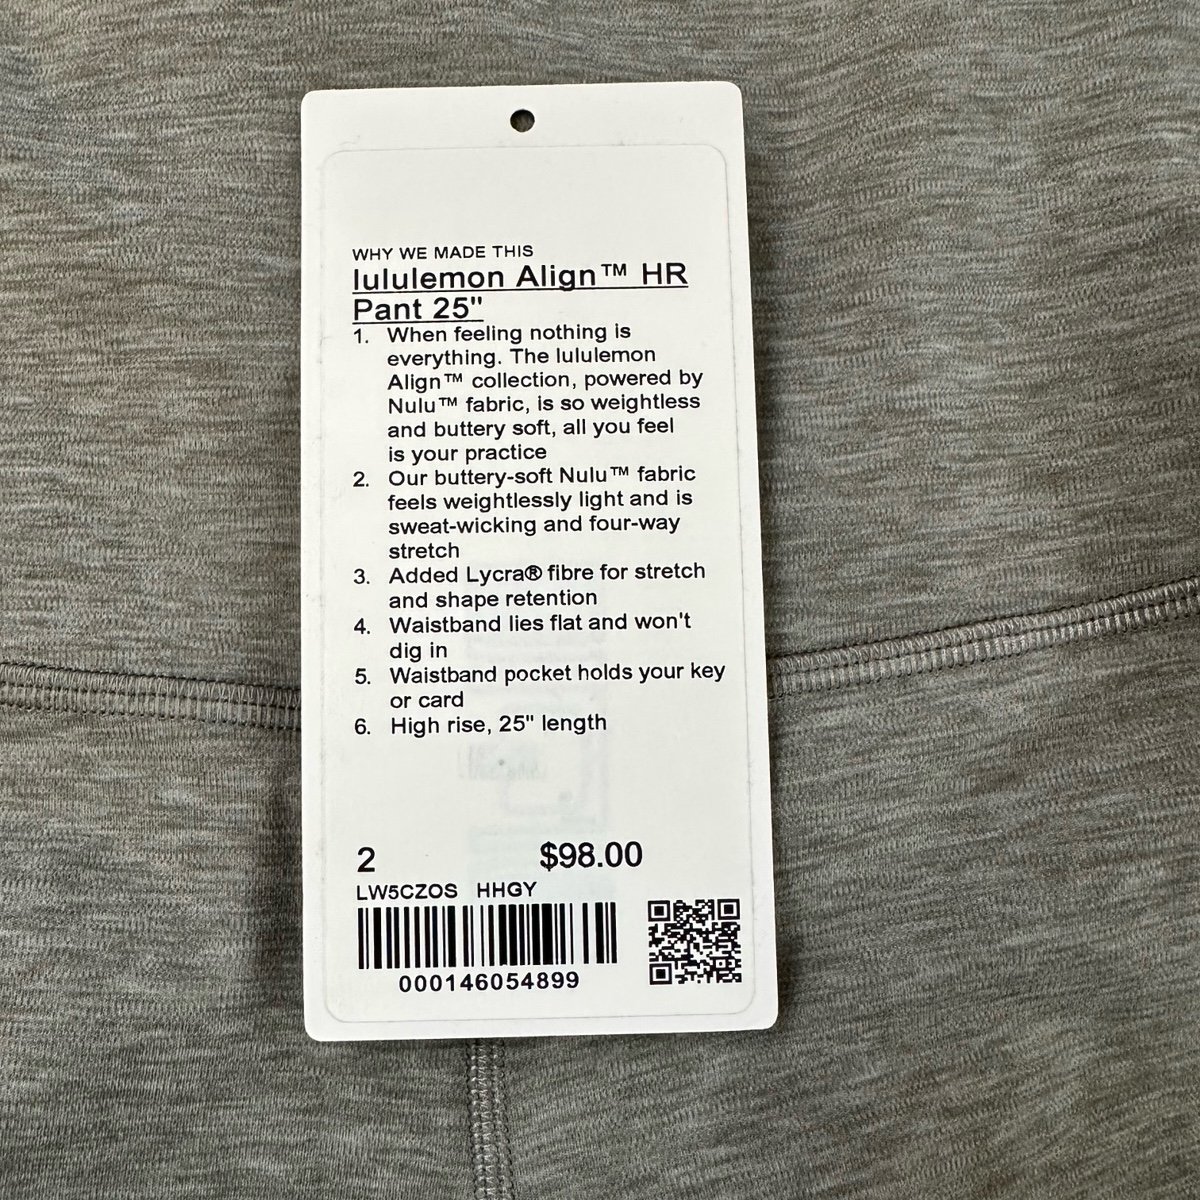 WHY WE MADE THIS
lululemon Align™ HR
Pant 25"
1. When feeling nothing is
everything. The lululemon
Align™ collection, powered by
Nulu™ fabric, is so weightless
and buttery soft, all you feel
is your practice
2. Our buttery-soft Nulu™ fabric
feels weightlessly light and is
sweat-wicking and four-way
stretch
3. Added Lycra® fibre for stretch
and shape retention
4. Waistband lies flat and won't
dig in
5. Waistband pocket holds your key
or card
6. High rise, 25" length
2 $98.00
LW5CZOS HHGY
000146054899